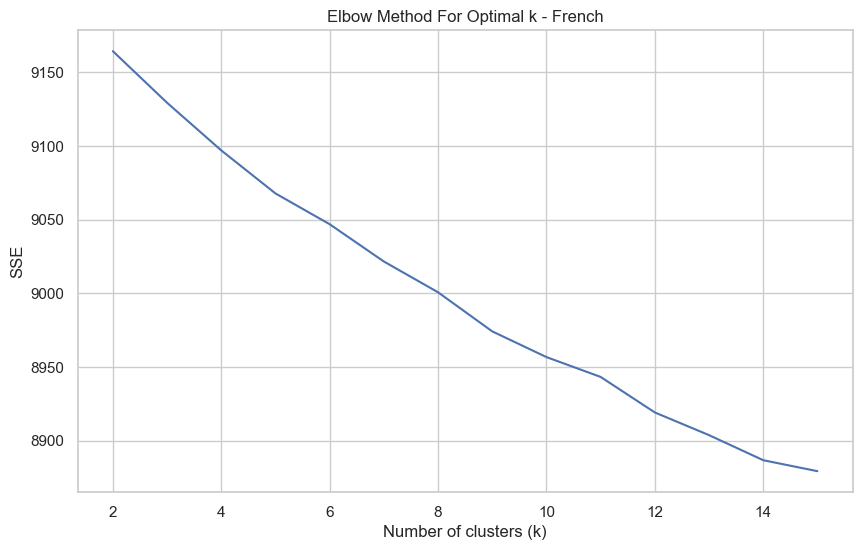 Elbow Method For Optimal k - French
9150
9100
9050
9000
8950
8900
SSE
2 4 6 8 10 12 14
Number of clusters (k)